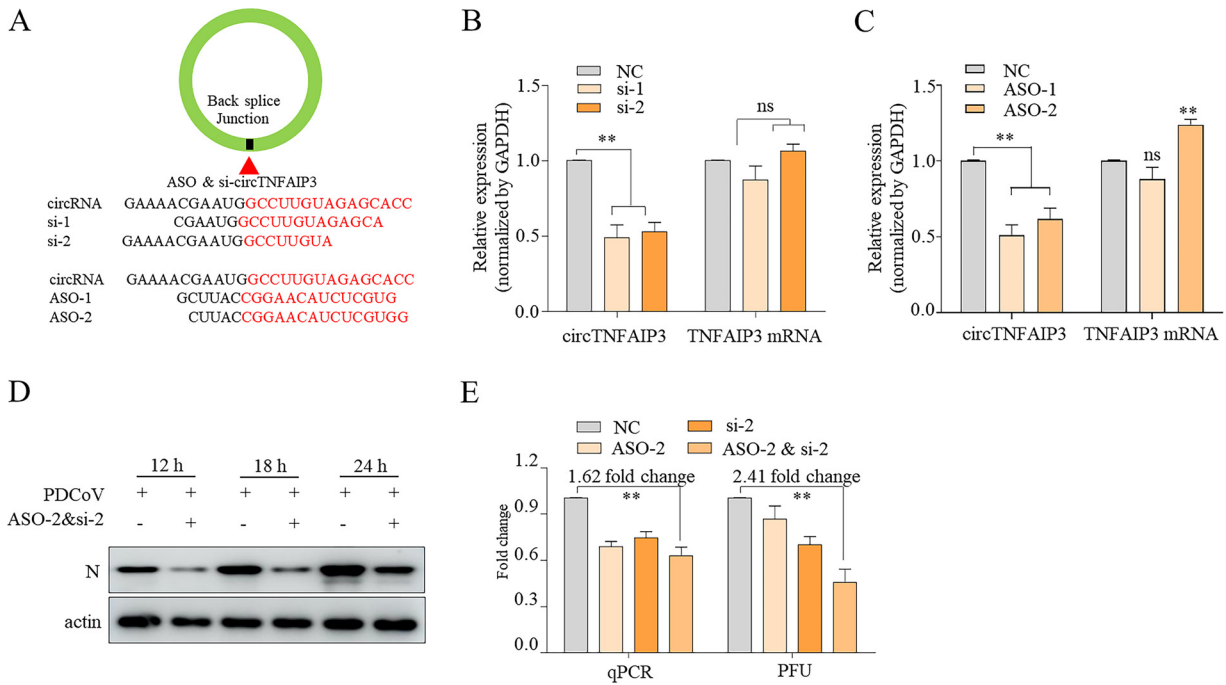 A
Back splice
Junction
ASO & si-circTNFAIP3
circRNA GAAAACGAAUGGCCUUGUAGAGCACC
si-1 CGAAUGGCCUUGUAGAGCA
si-2 GAAAACGAAUGGCCUUGUA
circRNA GAAAACGAAUGGCCUUGUAGAGCACC
ASO-1 GCUUACCGGAACAUCUCGUG
ASO-2 CUUACCGGAACAUCUCGUGG
B
NC
si-1
si-2
Relative expression
(normalized by GAPDH)
1.5
1.0
0.5
0.0
**
ns
circTNFAIP3 TNFAIP3 mRNA
C
NC
ASO-1
ASO-2
Relative expression
(normalized by GAPDH)
1.5
1.0
0.5
0.0
**
ns
**
circTNFAIP3 TNFAIP3 mRNA
D
12 h 18 h 24 h
PDCoV + + + + + +
ASO-2&si-2 - + - + - +
N
actin
E
NC si-2
ASO-2 ASO-2 & si-2
Fold change
1.2
0.9
0.6
0.3
0.0
1.62 fold change 2.41 fold change
** **
qPCR PFU